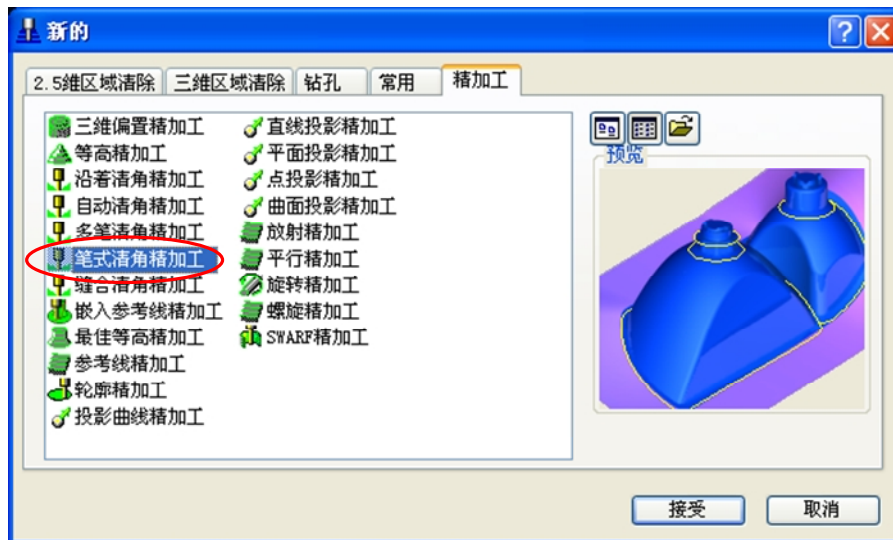 新的
2.5維区域清除 三维区域清除 钻孔 常用 精加工
三维偏置精加工
等高精加工
沿着清角精加工
自动清角精加工
多笔清角精加工
笔式清角精加工
缝合清角精加工
嵌入参考线精加工
最佳等高精加工
参考线精加工
轮廓精加工
投影曲线精加工
直线投影精加工
平面投影精加工
点投影精加工
曲面投影精加工
放射精加工
平行精加工
旋转精加工
螺旋精加工
SWARF精加工
预览
接受 取消